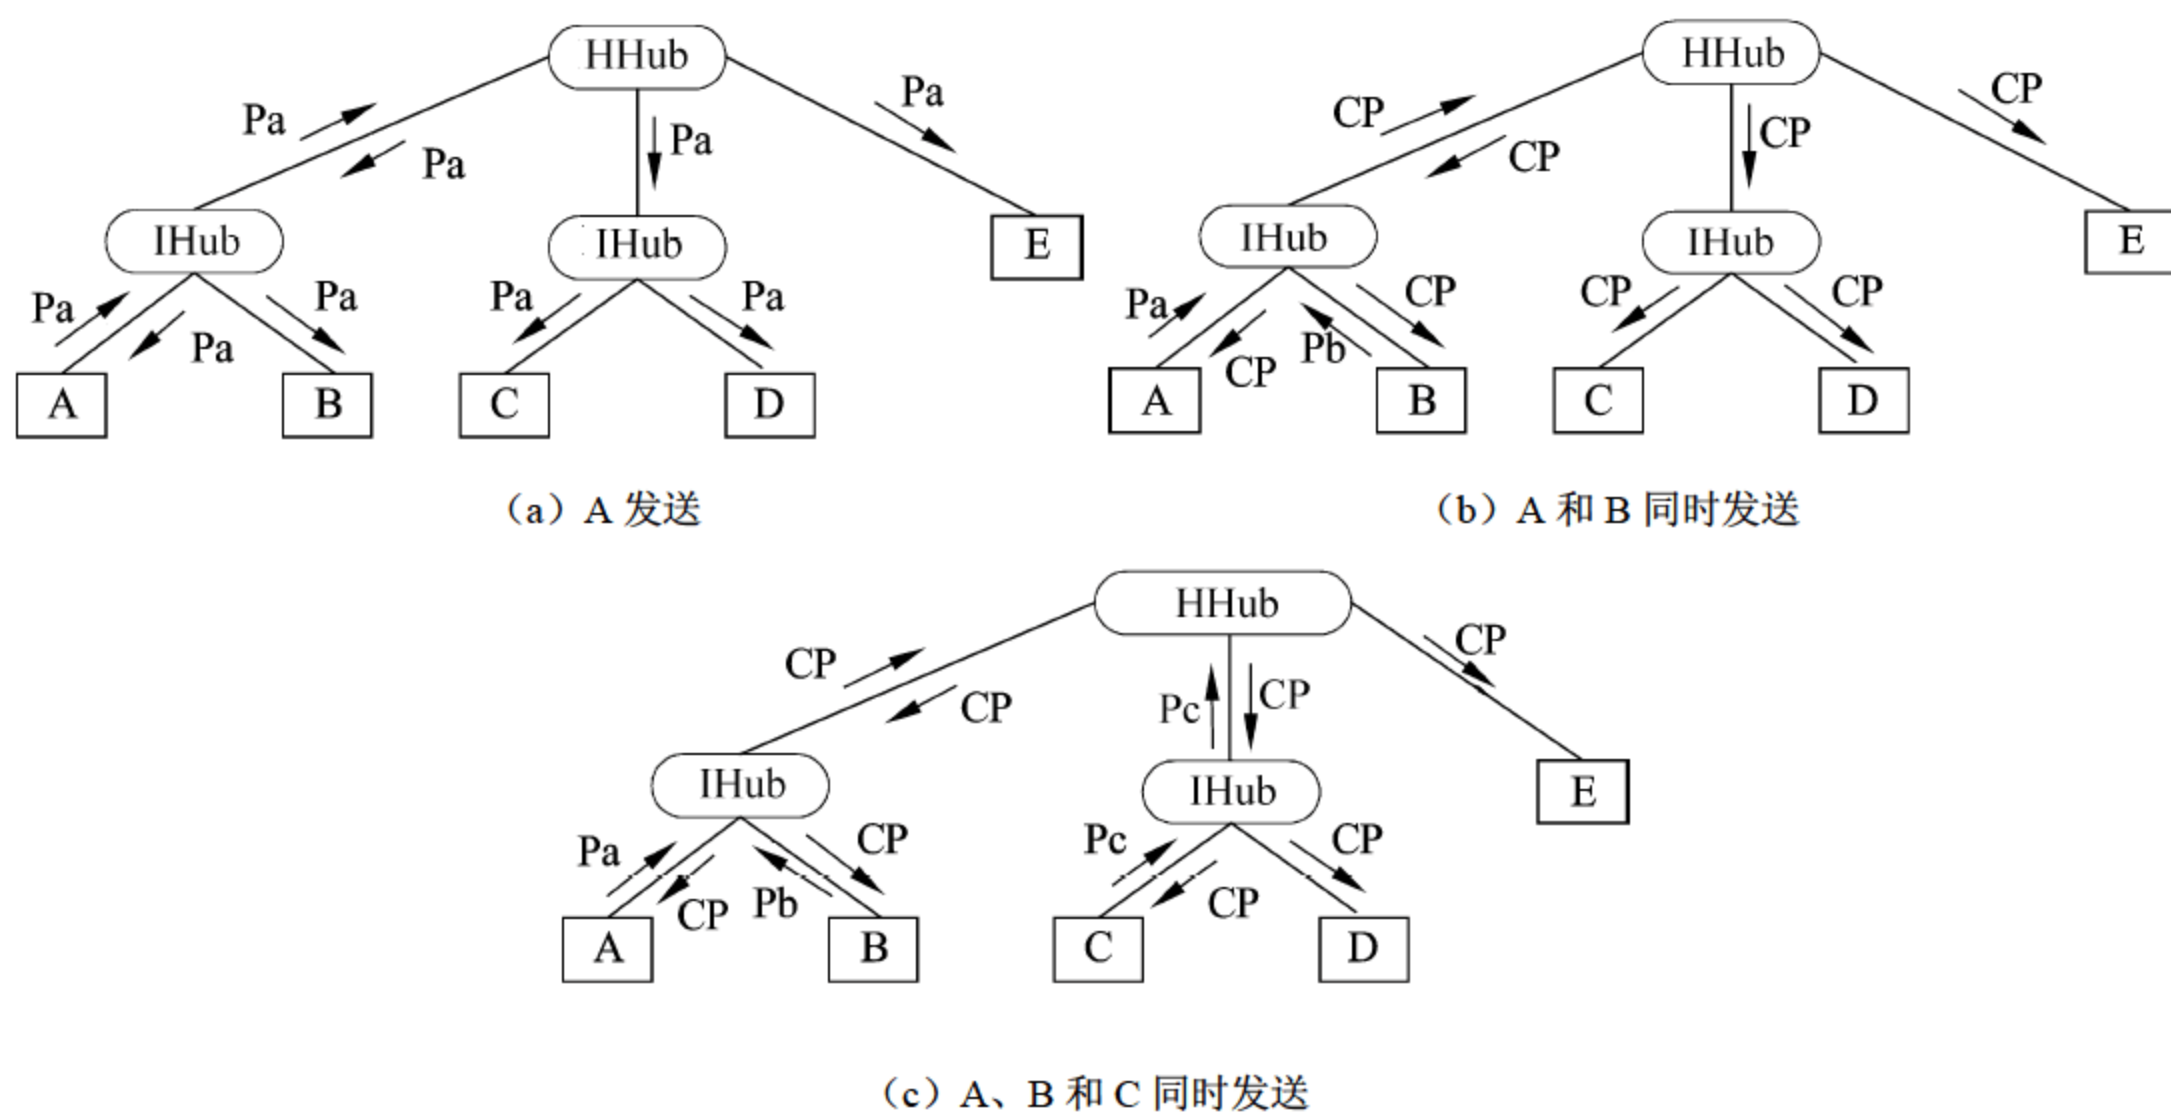 HHub
Pa
Pa
Pa
Pa
IHub
IHub
E
Pa
Pa
Pa
Pa
Pa
A
B
C
D
（a）A 发送
HHub
CP
CP
CP
CP
IHub
IHub
E
Pa
CP
CP
Pb
CP
CP
A
B
C
D
（b）A 和 B 同时发送
HHub
CP
CP
CP
Pc
CP
IHub
IHub
E
Pa
CP
CP
Pb
Pc
CP
CP
A
B
C
D
（c）A、B 和 C 同时发送